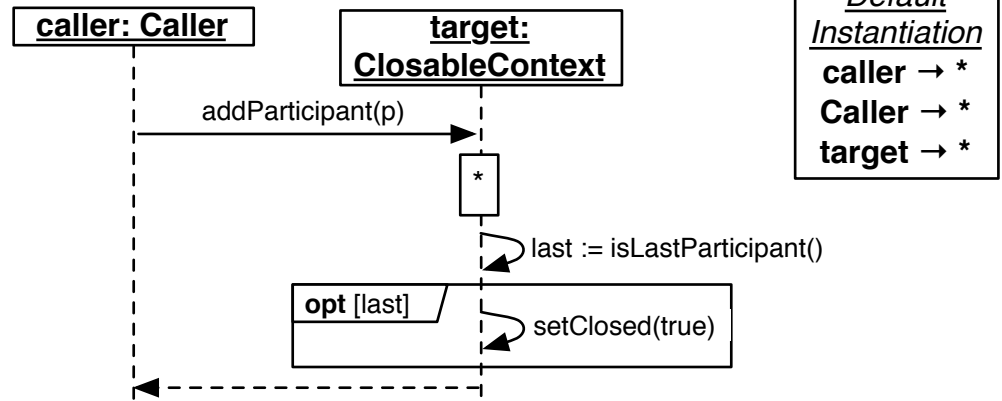 caller: Caller
target:
ClosableContext
Default
Instantiation
caller → *
Caller → *
target → *
addParticipant(p)
*
last := isLastParticipant()
opt [last]
setClosed(true)